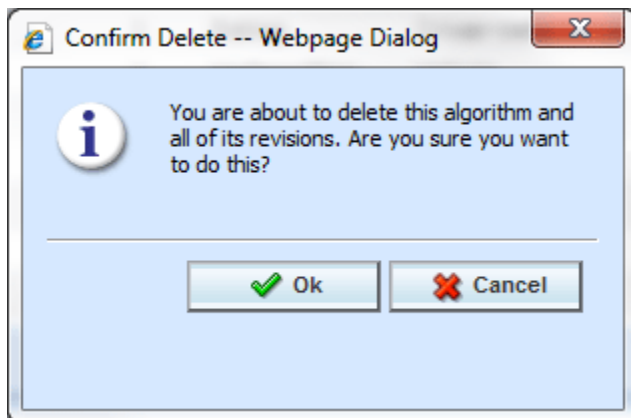 Confirm Delete -- Webpage Dialog
You are about to delete this algorithm and
all of its revisions. Are you sure you want
to do this?
Ok
Cancel